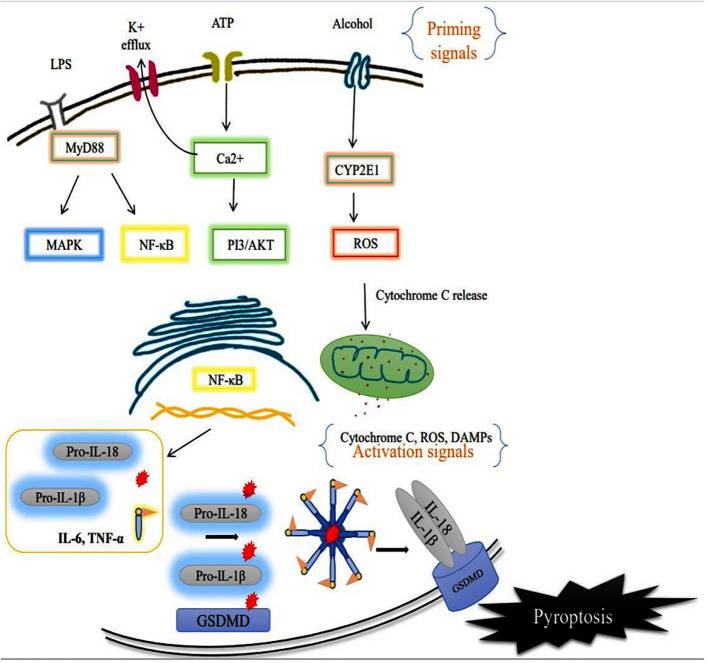 K+
efflux
ATP
Alcohol
Priming
signals
LPS
MyD88
Ca2+
CYP2E1
MAPK
NF-κB
PI3/AKT
ROS
Cytochrome C release
NF-κB
Cytochrome C, ROS, DAMPs
Activation signals
Pro-IL-18
Pro-IL-1β
IL-6, TNF-α
Pro-IL-18
Pro-IL-1β
GSDMD
IL-18
IL-1β
GSDMD
Pyroptosis